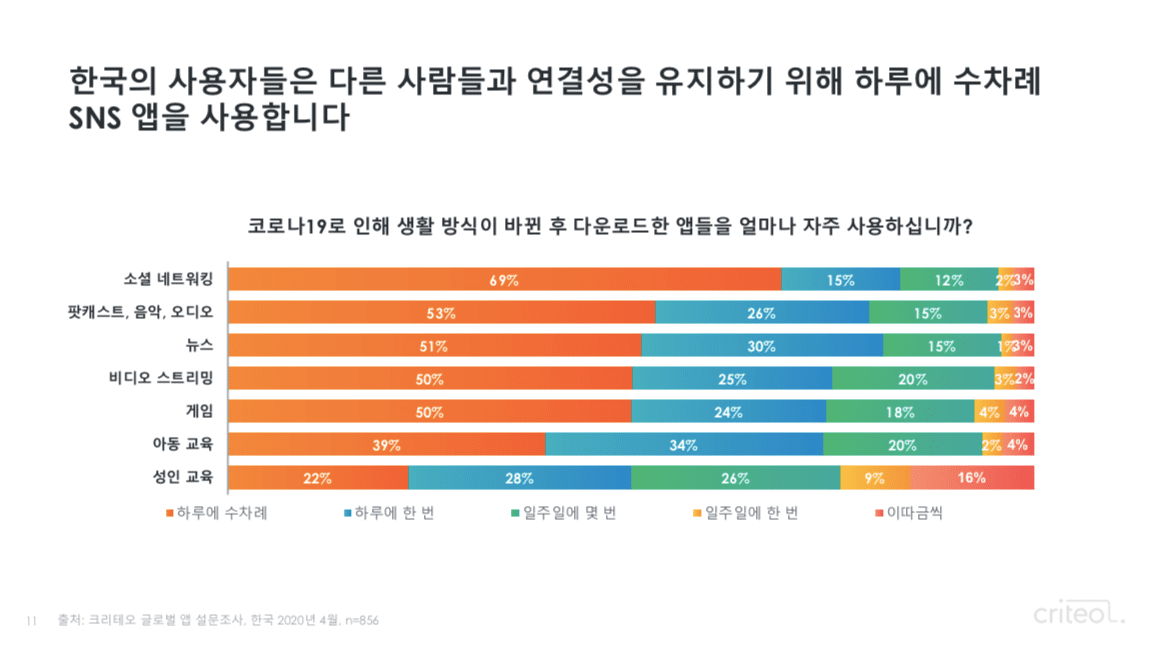 한국의 사용자들은 다른 사람들과 연결성을 유지하기 위해 하루에 수차례
SNS 앱을 사용합니다
코로나19로 인해 생활 방식이 바뀐 후 다운로드한 앱들을 얼마나 자주 사용하십니까?
소셜 네트워킹 69% 15% 12% 2% 3%
팟캐스트, 음악, 오디오 53% 26% 15% 3% 3%
뉴스 51% 30% 15% 1% 3%
비디오 스트리밍 50% 25% 20% 3% 2%
게임 50% 24% 18% 4% 4%
아동 교육 39% 34% 20% 2% 4%
성인 교육 22% 28% 26% 9% 16%
하루에 수차례 하루에 한 번 일주일에 몇 번 일주일에 한 번 이따금씩
11 출처: 크리테오 글로벌 앱 설문조사, 한국 2020년 4월, n=856
criteo